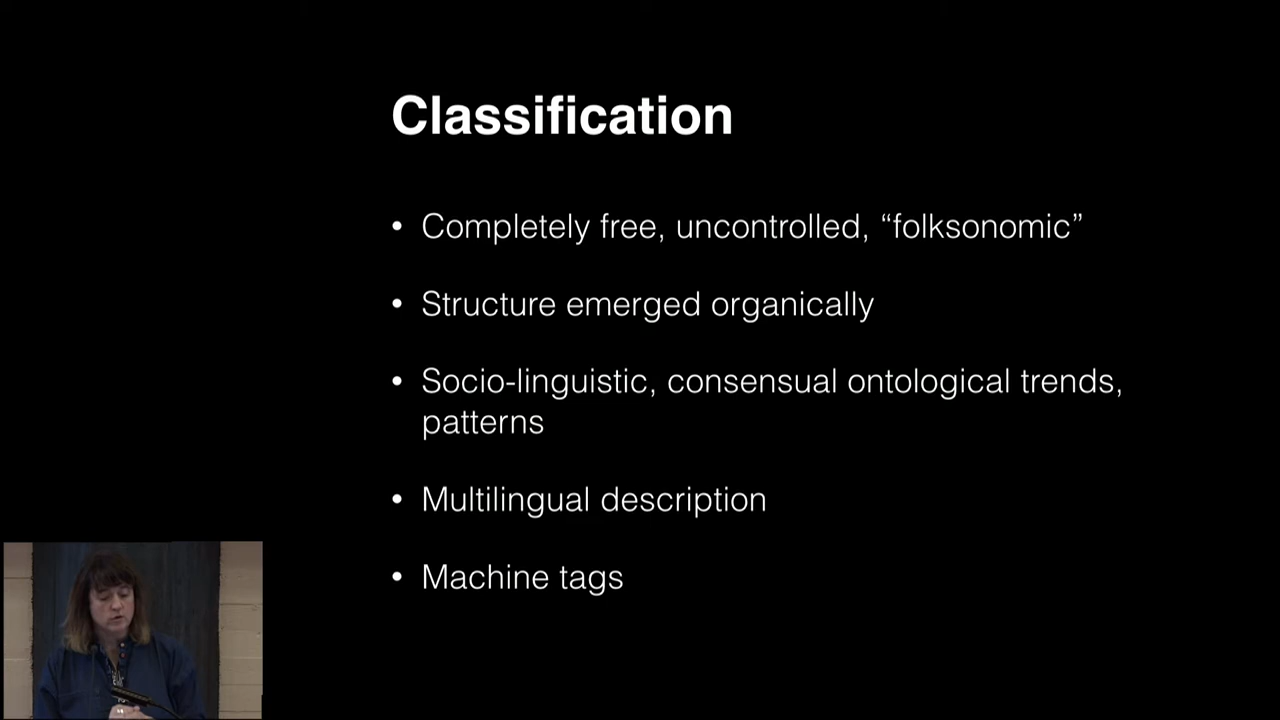 Classification
• Completely free, uncontrolled, “folksonomic”
• Structure emerged organically
• Socio-linguistic, consensual ontological trends,
patterns
• Multilingual description
• Machine tags